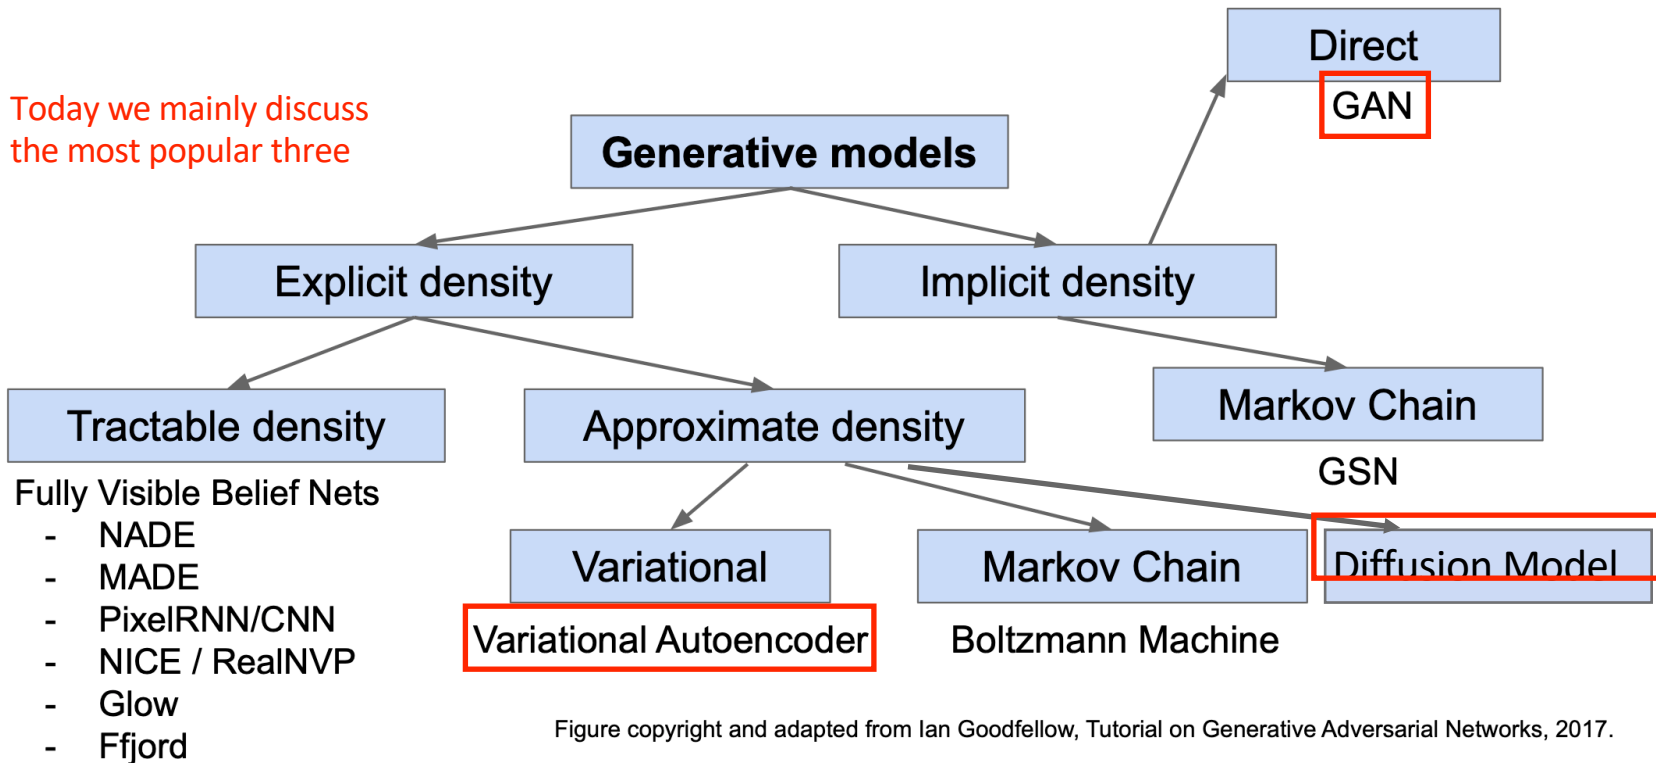 Direct
GAN
Today we mainly discuss
the most popular three
Generative models
Explicit density
Implicit density
Tractable density
Approximate density
Markov Chain
GSN
Fully Visible Belief Nets
- NADE
- MADE
- PixelRNN/CNN
- NICE / RealNVP
- Glow
- Ffjord
Variational
Markov Chain
Diffusion Model
Variational Autoencoder
Boltzmann Machine
Figure copyright and adapted from Ian Goodfellow, Tutorial on Generative Adversarial Networks, 2017.